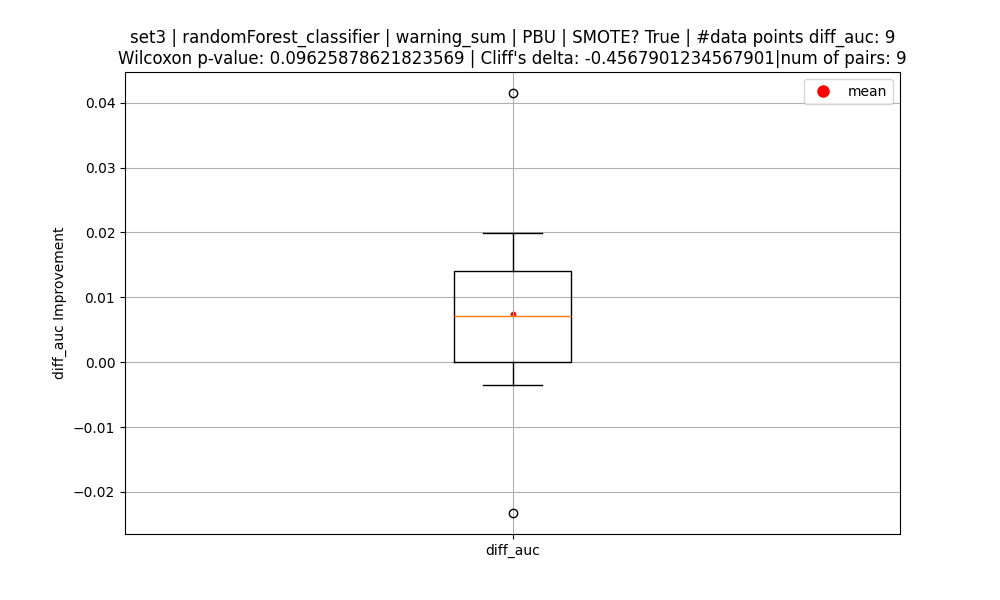 set3 | randomForest_classifier | warning_sum | PBU | SMOTE? True | #data points diff_auc: 9
Wilcoxon p-value: 0.09625878621823569 | Cliff's delta: -0.4567901234567901|num of pairs: 9
mean
0.04
0.03
0.02
0.01
0.00
−0.01
−0.02
diff_auc Improvement
diff_auc